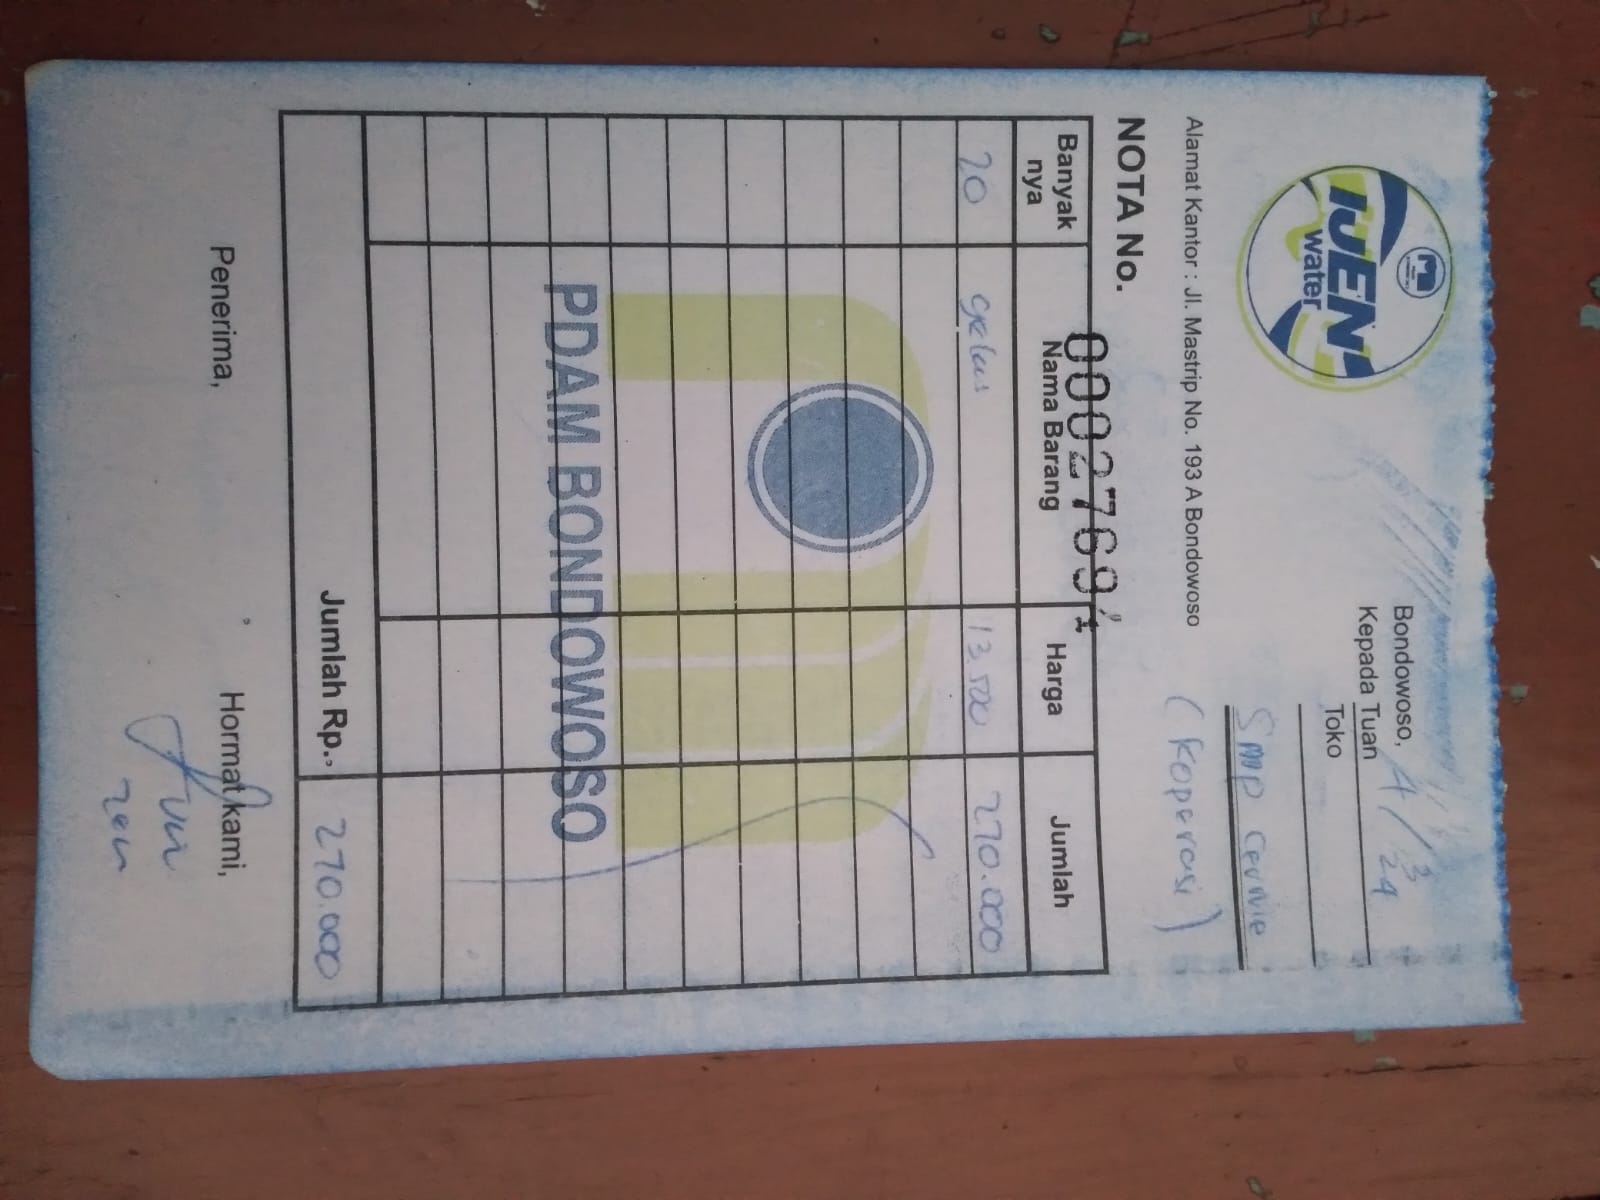 IJEN
water
Bondowoso, 4/3
24
Kepada Tuan
Toko
Smp
(Koperasi)
Alamat Kantor : Jl. Mastrip No. 193 A Bondowoso
NOTA No.
00027694
Banyak nya Nama Barang Harga Jumlah
20 gelas 13.500 270.000
PDAM BONDOWOSO
Jumlah Rp. 270.000
Penerima, Hormat kami,